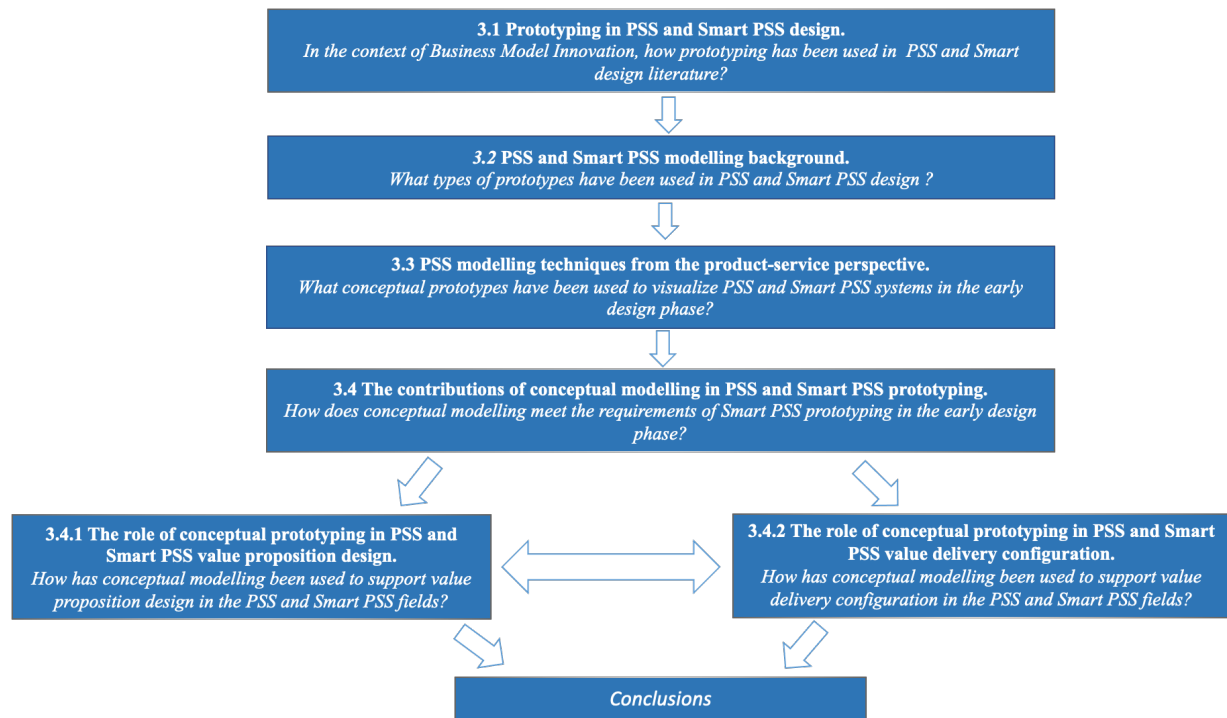 3.1 Prototyping in PSS and Smart PSS design.
In the context of Business Model Innovation, how prototyping has been used in  PSS and Smart
design literature?
3.2 PSS and Smart PSS modelling background.
What types of prototypes have been used in PSS and Smart PSS design ?
3.3 PSS modelling techniques from the product-service perspective.
What conceptual prototypes have been used to visualize PSS and Smart PSS systems in the early
design phase?
3.4 The contributions of conceptual modelling in PSS and Smart PSS prototyping.
How does conceptual modelling meet the requirements of Smart PSS prototyping in the early design
phase?
3.4.1 The role of conceptual prototyping in PSS and
Smart PSS value proposition design.
How has conceptual modelling been used to support value
proposition design in the PSS and Smart PSS fields?
3.4.2 The role of conceptual prototyping in PSS and Smart
PSS value delivery configuration.
How has conceptual modelling been used to support value
delivery configuration in the PSS and Smart PSS fields?
Conclusions